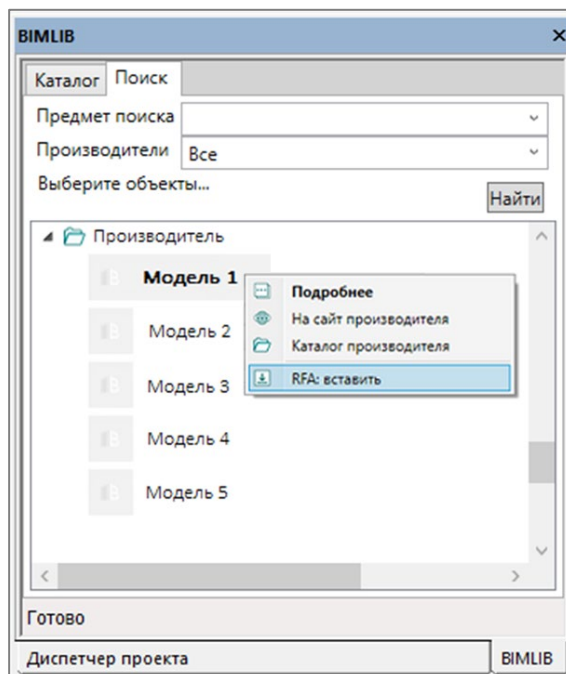 BIMLIB
Каталог Поиск
Предмет поиска
Производители Все
Выберите объекты...
Найти
Производитель
Модель 1
Подробнее
На сайт производителя
Модель 2
Каталог производителя
RFA: вставить
Модель 3
Модель 4
Модель 5
Готово
Диспетчер проекта BIMLIB